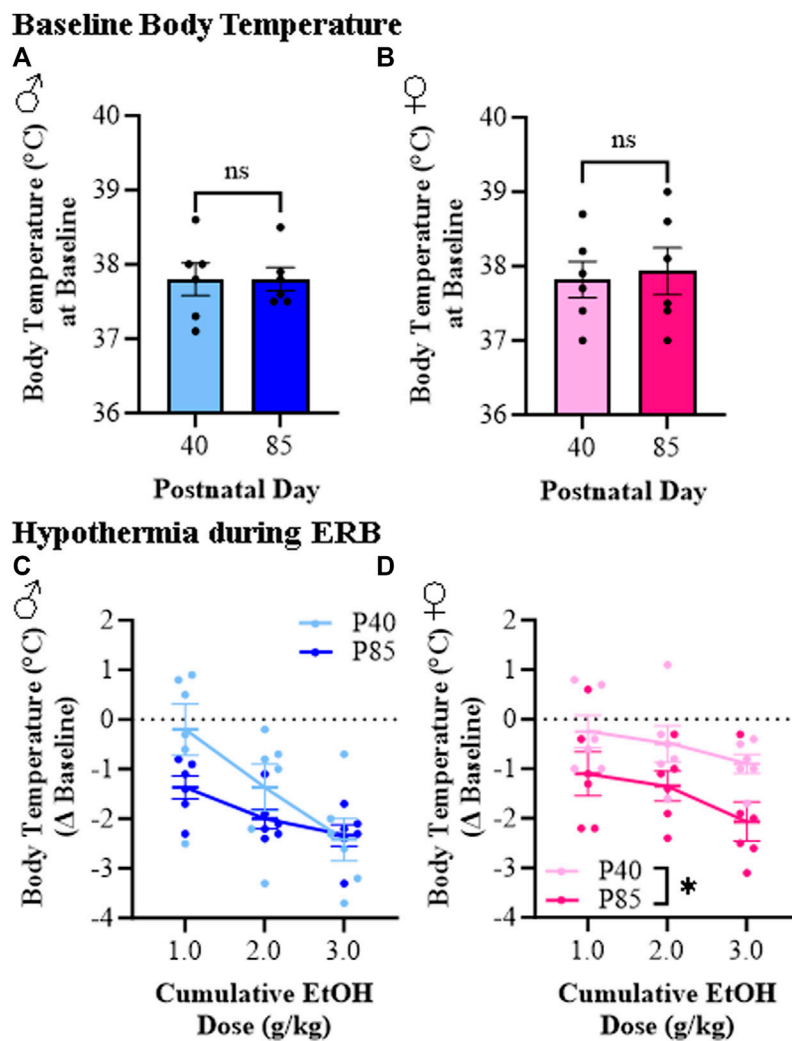 Baseline Body Temperature
A
♂
Body Temperature (°C)
at Baseline
40
39
38
37
36
ns
40 85
Postnatal Day
B
♀
Body Temperature (°C)
at Baseline
40
39
38
37
36
ns
40 85
Postnatal Day
Hypothermia during ERB
C
♂
Body Temperature (°C)
(Δ Baseline)
2
1
0
-1
-2
-3
-4
P40
P85
1.0 2.0 3.0
Cumulative EtOH
Dose (g/kg)
D
♀
Body Temperature (°C)
(Δ Baseline)
2
1
0
-1
-2
-3
-4
P40
P85
*
1.0 2.0 3.0
Cumulative EtOH
Dose (g/kg)